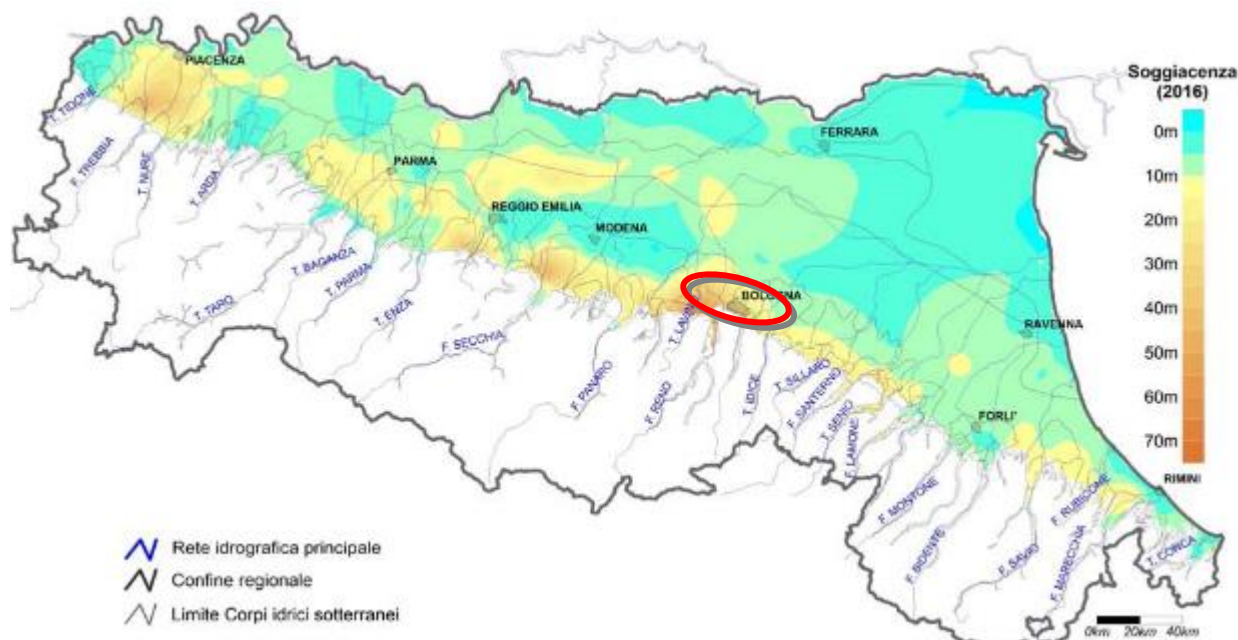 PIACENZA
F. TIDONE
F. TREBBIA
T. NURE
T. ARDA
PARMA
REGGIO EMILIA
MODENA
FERRARA
BOLOGNA
RAVENNA
FORLI'
RIMINI
T. TARO
T. BAGANZA
T. PARMA
T. ENZA
F. SECCHIA
F. PANARO
F. RENO
T. IDICE
T. SILLARO
F. SANTERNO
T. SENIO
F. LAMONE
F. MONTONE
F. BIDENTE
F. SAVIO
F. RUBICONE
F. MARECCHIA
T. CONCA
Soggiacenza
(2016)
0m
10m
20m
30m
40m
50m
60m
70m
Rete idrografica principale
Confine regionale
Limite Corpi idrici sotterranei
0km 20km 40km